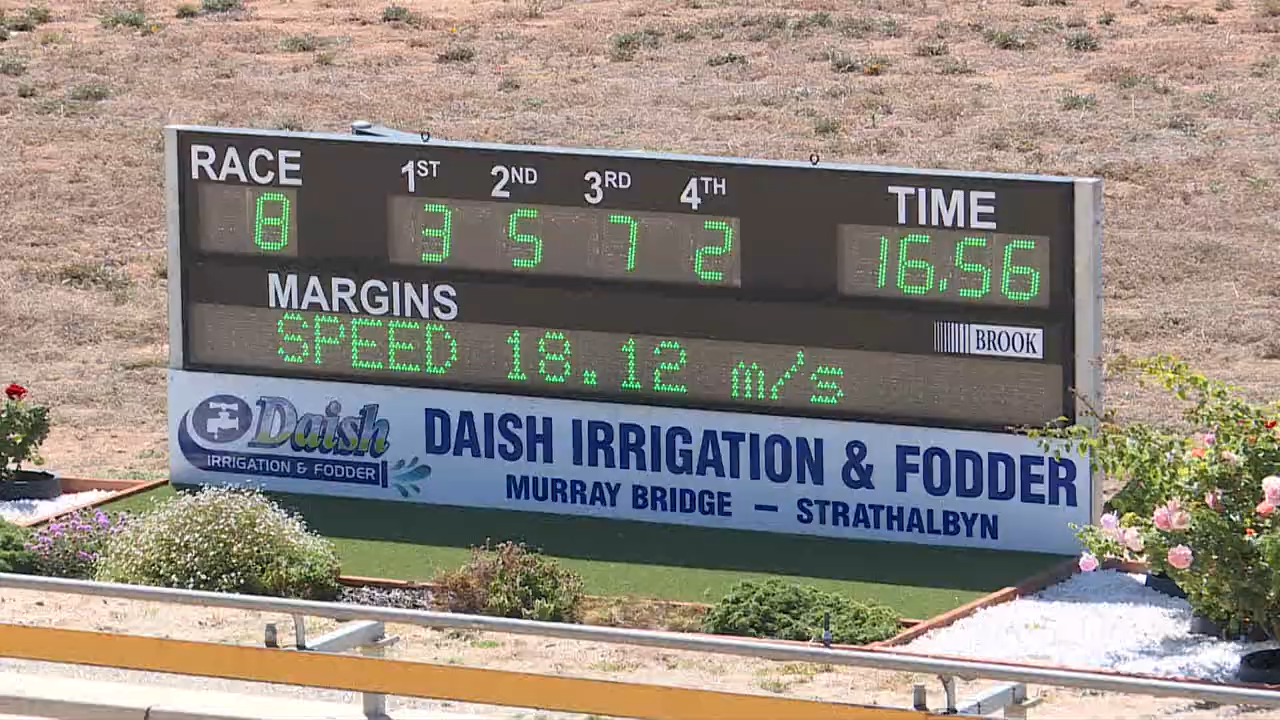 RACE 1ST 2ND 3RD 4TH TIME
8 3 5 7 2 16.56
MARGINS
BROOK
SPEED 18.12 m/s
Daish
IRRIGATION & FODDER
DAISH IRRIGATION & FODDER
MURRAY BRIDGE – STRATHALBYN